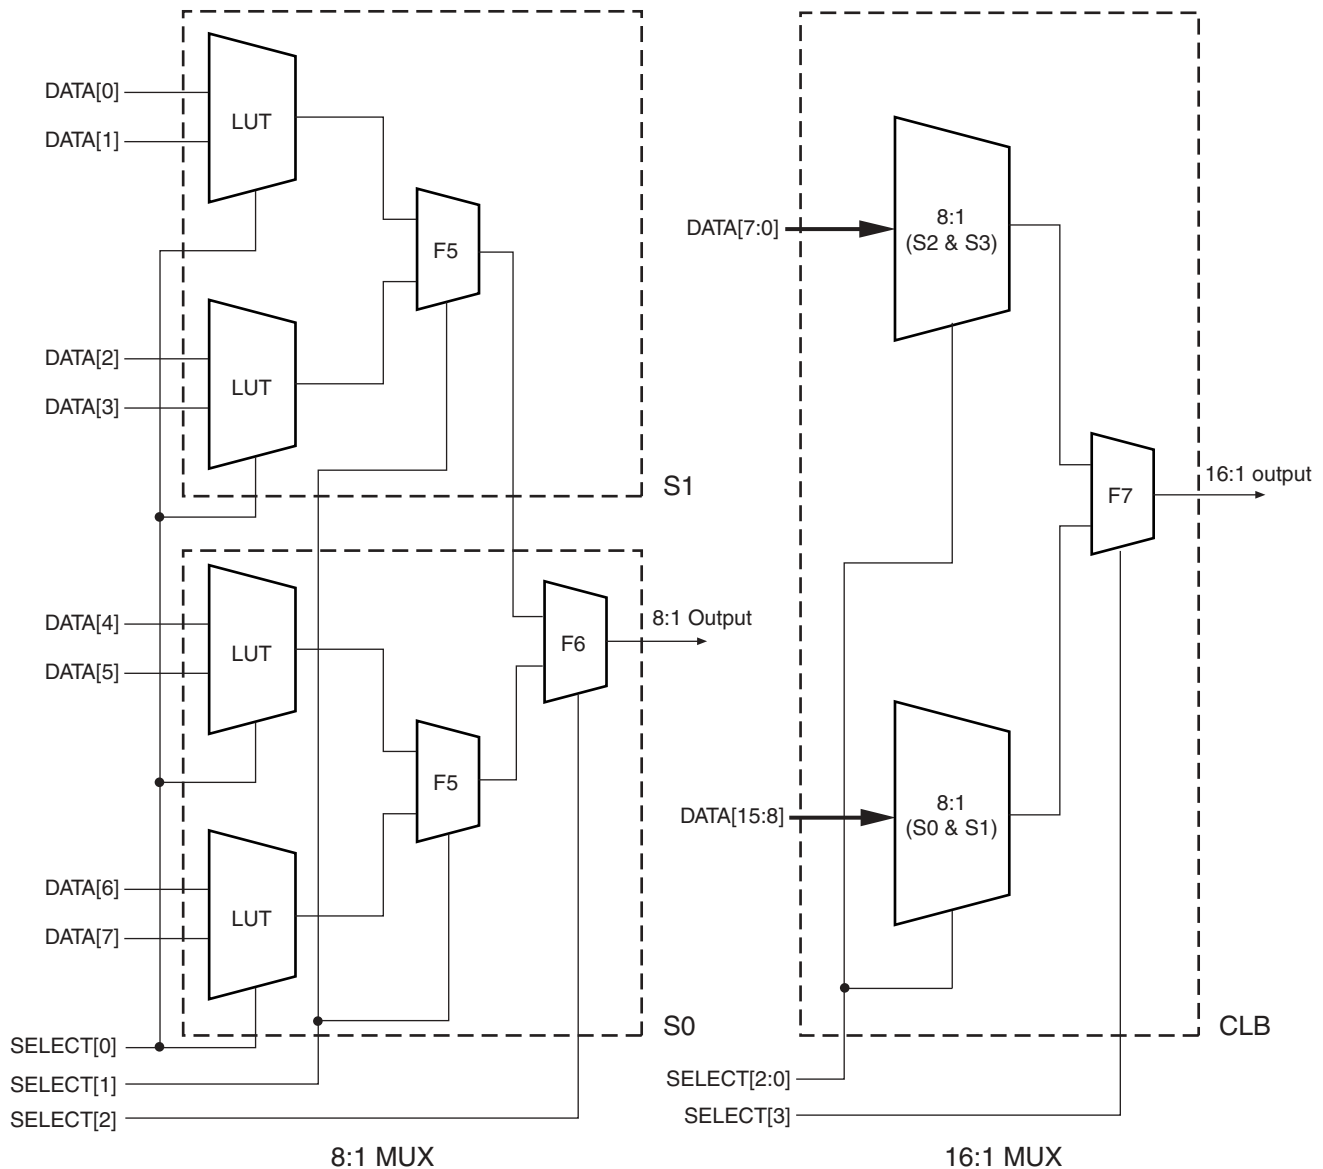 DATA[0]
DATA[1]
LUT
F5
DATA[2]
DATA[3]
LUT
S1
DATA[4]
DATA[5]
LUT
F6
8:1 Output
F5
DATA[6]
DATA[7]
LUT
S0
SELECT[0]
SELECT[1]
SELECT[2]
8:1 MUX
DATA[7:0]
8:1
(S2 & S3)
F7
16:1 output
DATA[15:8]
8:1
(S0 & S1)
CLB
SELECT[2:0]
SELECT[3]
16:1 MUX